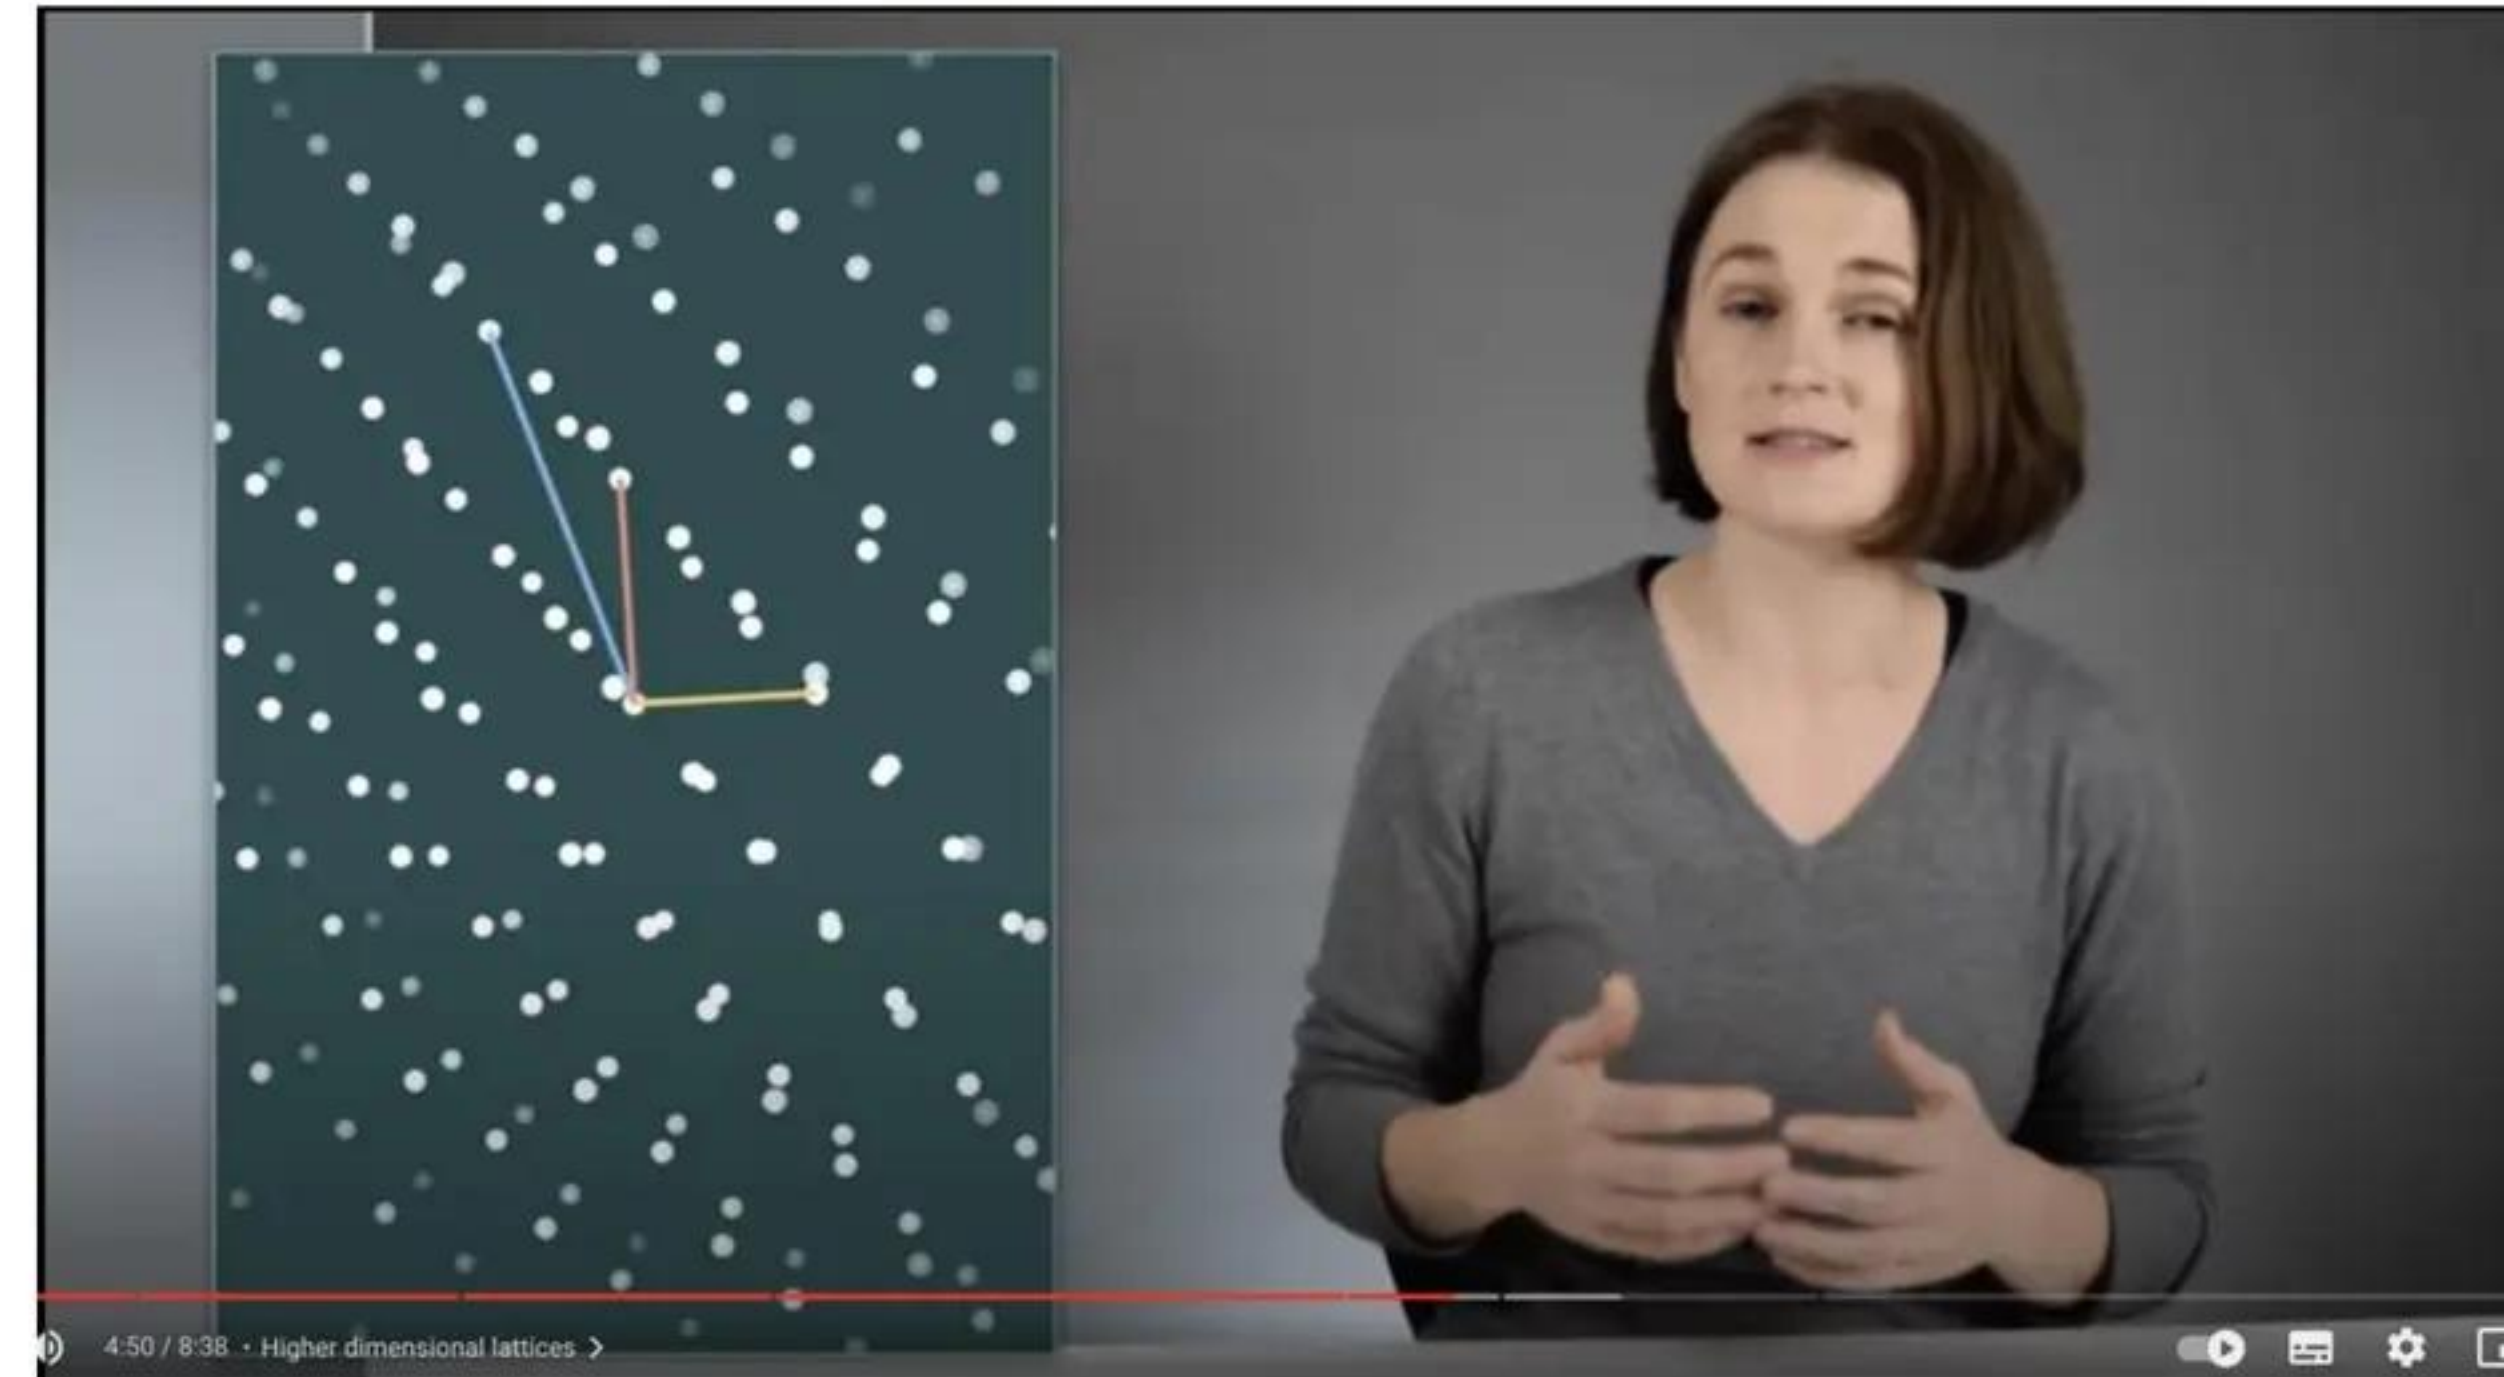 4:50 / 8:38 • Higher dimensional lattices